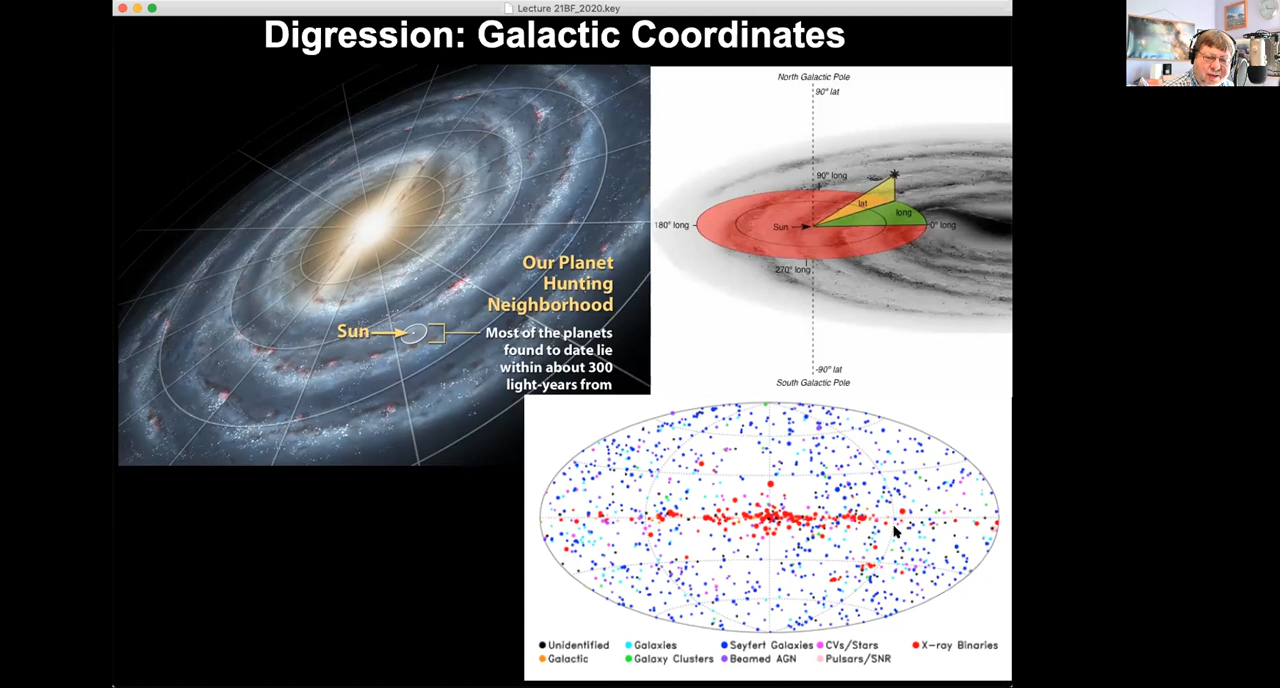 Lecture 21BF_2020.key
Digression: Galactic Coordinates
Our Planet
Hunting
Neighborhood
Sun
Most of the planets
found to date lie
within about 300
light-years from
North Galactic Pole
90° lat
90° long
lat
long
180° long
Sun
0° long
270° long
-90° lat
South Galactic Pole
Unidentified
Galaxies
Seyfert Galaxies
CVs/Stars
X-ray Binaries
Galactic
Galaxy Clusters
Beamed AGN
Pulsars/SNR